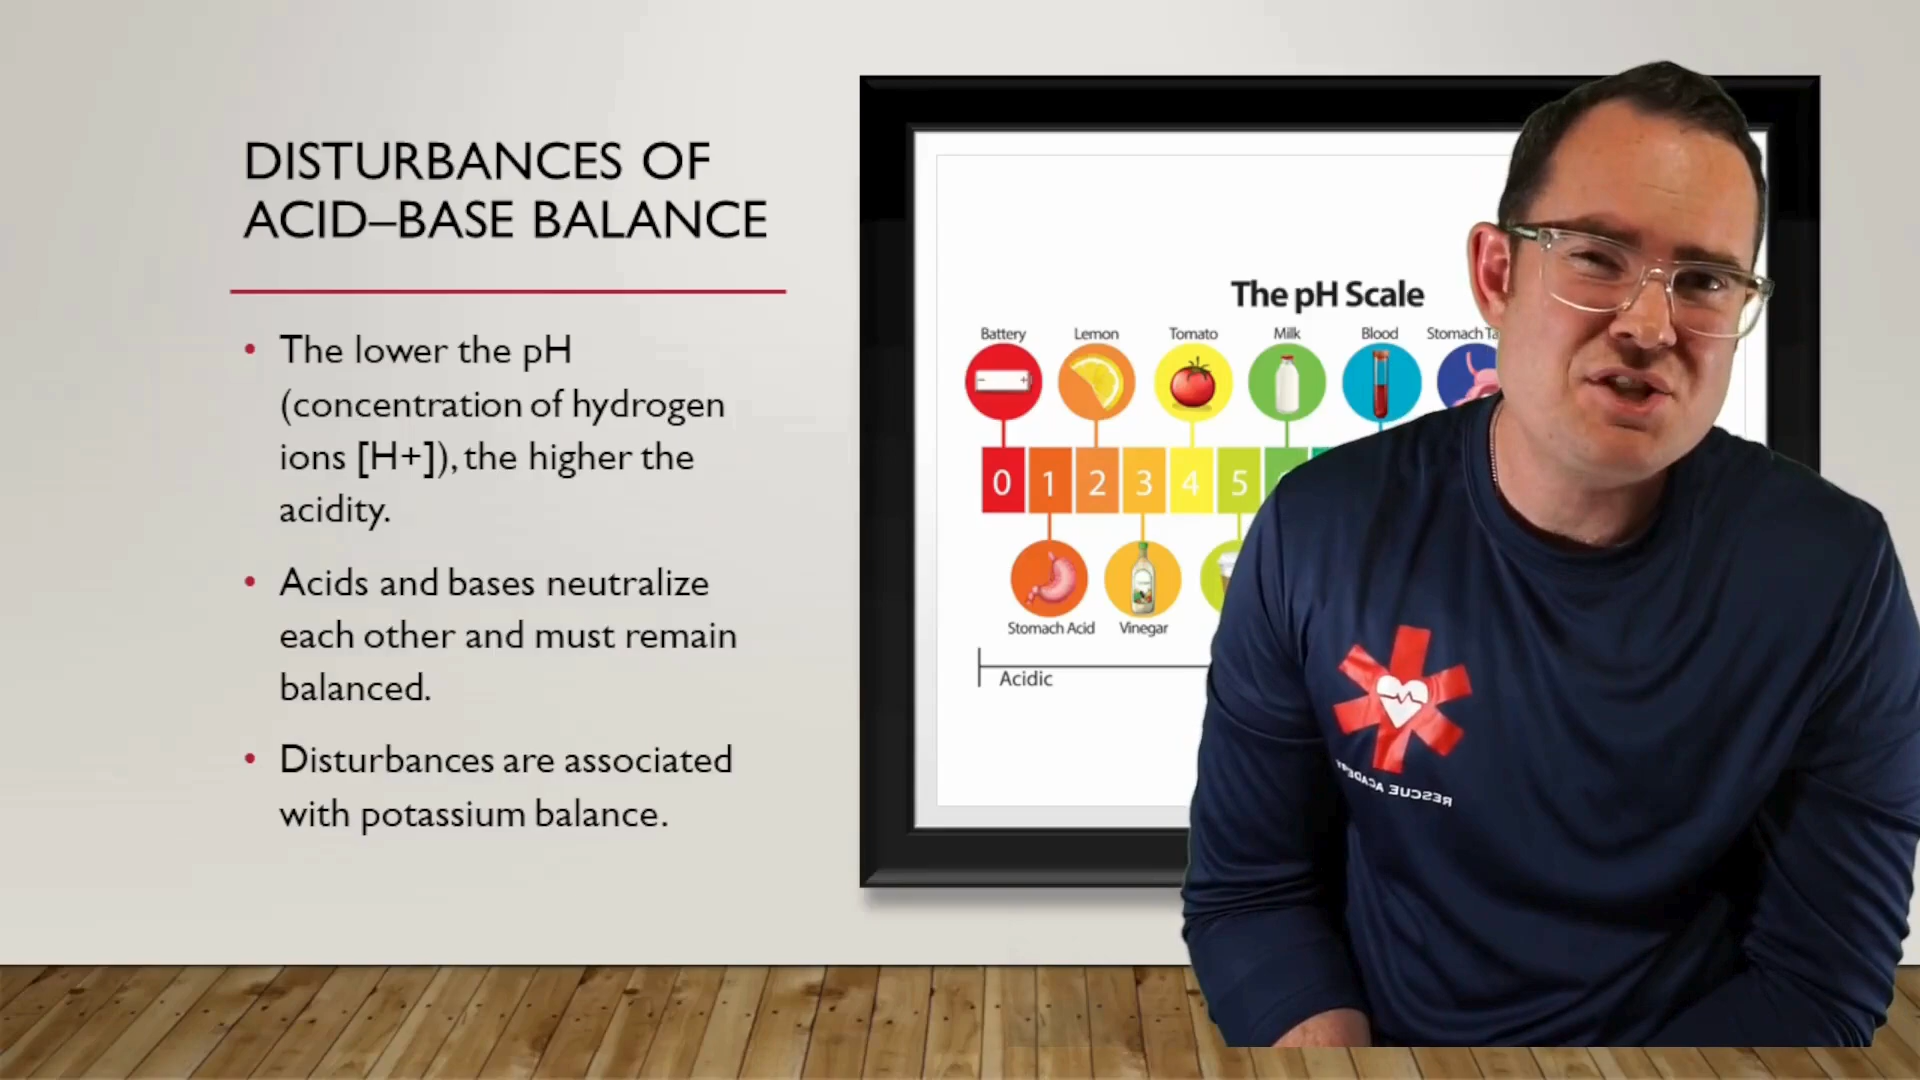 DISTURBANCES OF
ACID–BASE BALANCE
• The lower the pH
(concentration of hydrogen
ions [H+]), the higher the
acidity.
• Acids and bases neutralize
each other and must remain
balanced.
• Disturbances are associated
with potassium balance.
The pH Scale
Battery Lemon Tomato Milk Blood Stomach
0 1 2 3 4 5
Stomach Acid Vinegar
Acidic
RESCUE